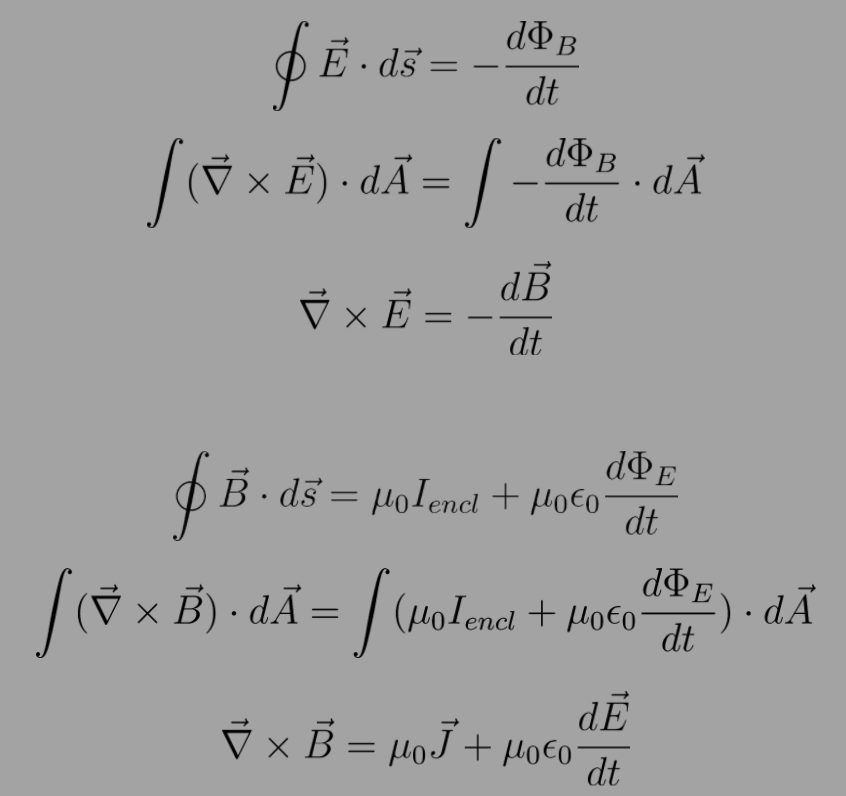 ∮ E⃗ · ds⃗ = −dΦ_B/dt
∫(∇⃗ × E⃗) · dA⃗ = ∫ −dΦ_B/dt · dA⃗
∇⃗ × E⃗ = −dB⃗/dt
∮ B⃗ · ds⃗ = μ₀I_encl + μ₀ϵ₀ dΦ_E/dt
∫(∇⃗ × B⃗) · dA⃗ = ∫(μ₀I_encl + μ₀ϵ₀ dΦ_E/dt) · dA⃗
∇⃗ × B⃗ = μ₀J⃗ + μ₀ϵ₀ dE⃗/dt